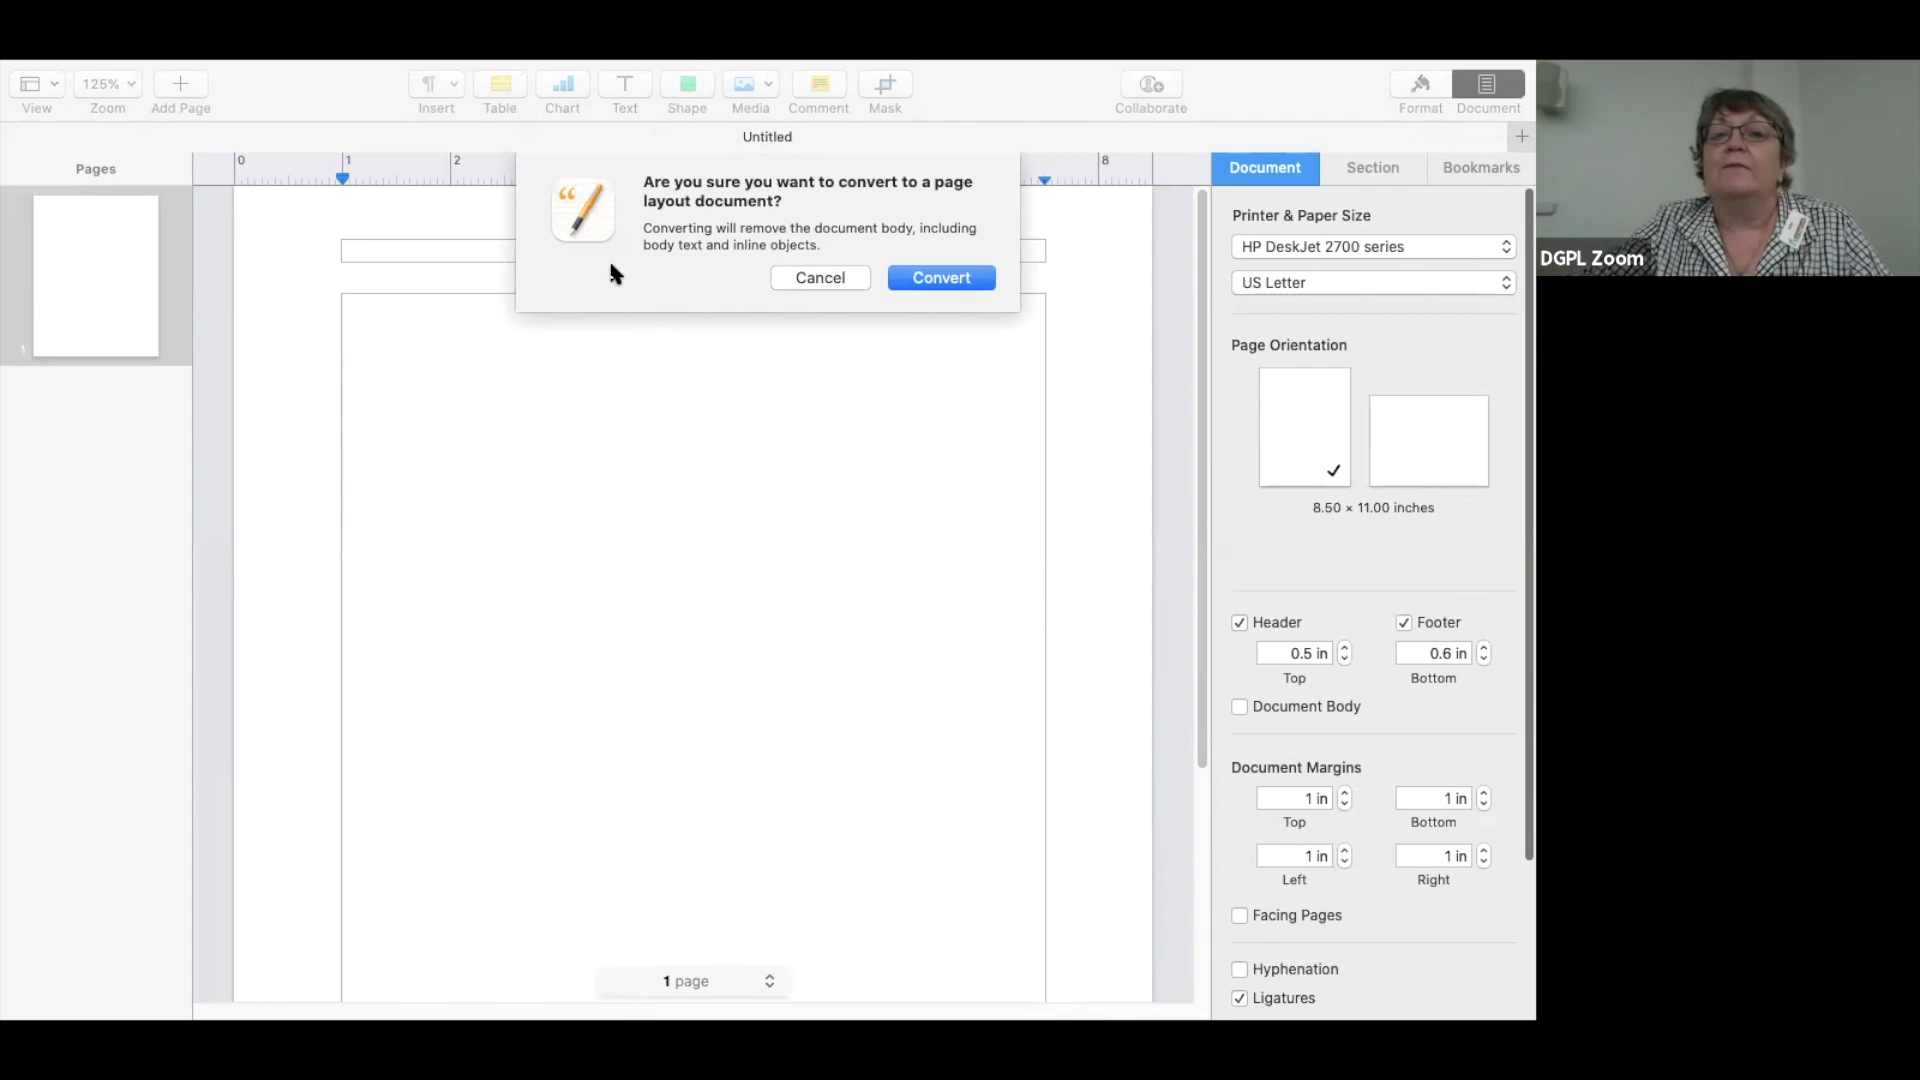 125%
View
Zoom
Add Page
Insert
Table
Chart
Text
Shape
Media
Comment
Mask
Collaborate
Format
Document
Untitled
Pages
0
1
2
8
Document
Section
Bookmarks
1
Are you sure you want to convert to a page
layout document?
Converting will remove the document body, including
body text and inline objects.
Cancel
Convert
Printer & Paper Size
HP DeskJet 2700 series
US Letter
Page Orientation
8.50 × 11.00 inches
Header
Footer
0.5 in
0.6 in
Top
Bottom
Document Body
Document Margins
1 in
1 in
Top
Bottom
1 in
1 in
Left
Right
Facing Pages
Hyphenation
Ligatures
1 page
DGPL Zoom